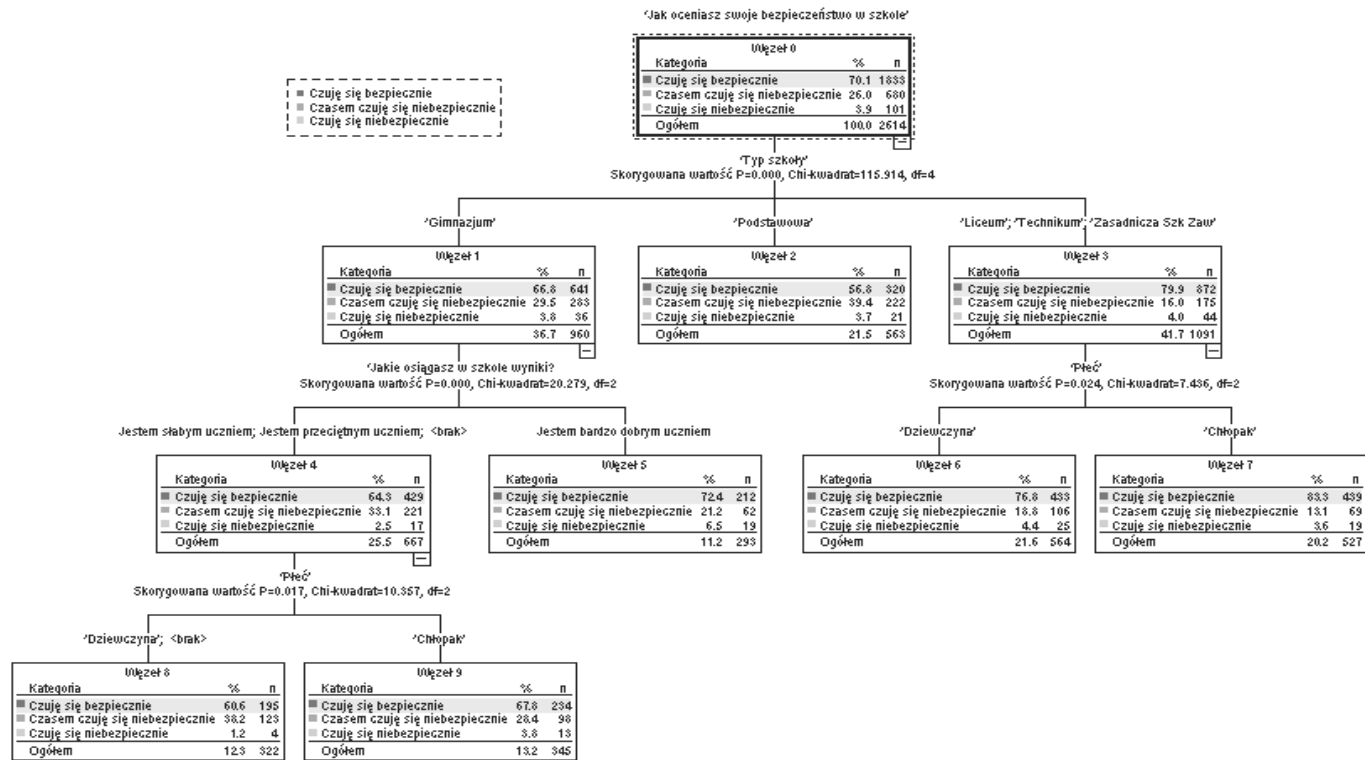 'Jak oceniasz swoje bezpieczeństwo w szkole'
Węzeł 0
Kategoria % n
Czuję się bezpiecznie 70.1 1833
Czasem czuję się niebezpiecznie 26.0 680
Czuję się niebezpiecznie 3.9 101
Ogółem 100.0 2614
Czuję się bezpiecznie
Czasem czuję się niebezpiecznie
Czuję się niebezpiecznie
'Typ szkoły'
Skorygowana wartość P=0.000, Chi-kwadrat=115.914, df=4
'Gimnazjum'
'Podstawowa'
'Liceum'; 'Technikum'; 'Zasadnicza Szk Zaw'
Węzeł 1
Kategoria % n
Czuję się bezpiecznie 66.8 641
Czasem czuję się niebezpiecznie 29.5 283
Czuję się niebezpiecznie 3.8 36
Ogółem 36.7 960
Węzeł 2
Kategoria % n
Czuję się bezpiecznie 56.8 320
Czasem czuję się niebezpiecznie 39.4 222
Czuję się niebezpiecznie 3.7 21
Ogółem 21.5 563
Węzeł 3
Kategoria % n
Czuję się bezpiecznie 79.9 872
Czasem czuję się niebezpiecznie 16.0 175
Czuję się niebezpiecznie 4.0 44
Ogółem 41.7 1091
'Jakie osiągasz w szkole wyniki?
Skorygowana wartość P=0.000, Chi-kwadrat=20.279, df=2
'Płeć'
Skorygowana wartość P=0.024, Chi-kwadrat=7.436, df=2
Jestem słabym uczniem; Jestem przeciętnym uczniem; <brak>
Jestem bardzo dobrym uczniem
'Dziewczyna'
'Chłopak'
Węzeł 4
Kategoria % n
Czuję się bezpiecznie 64.3 429
Czasem czuję się niebezpiecznie 33.1 221
Czuję się niebezpiecznie 2.5 17
Ogółem 25.5 667
Węzeł 5
Kategoria % n
Czuję się bezpiecznie 72.4 212
Czasem czuję się niebezpiecznie 21.2 62
Czuję się niebezpiecznie 6.5 19
Ogółem 11.2 293
Węzeł 6
Kategoria % n
Czuję się bezpiecznie 76.8 433
Czasem czuję się niebezpiecznie 18.8 106
Czuję się niebezpiecznie 4.4 25
Ogółem 21.6 564
Węzeł 7
Kategoria % n
Czuję się bezpiecznie 83.3 439
Czasem czuję się niebezpiecznie 13.1 69
Czuję się niebezpiecznie 3.6 19
Ogółem 20.2 527
'Płeć'
Skorygowana wartość P=0.017, Chi-kwadrat=10.357, df=2
'Dziewczyna'; <brak>
'Chłopak'
Węzeł 8
Kategoria % n
Czuję się bezpiecznie 60.6 195
Czasem czuję się niebezpiecznie 38.2 123
Czuję się niebezpiecznie 1.2 4
Ogółem 12.3 322
Węzeł 9
Kategoria % n
Czuję się bezpiecznie 67.8 234
Czasem czuję się niebezpiecznie 28.4 98
Czuję się niebezpiecznie 3.8 13
Ogółem 13.2 345